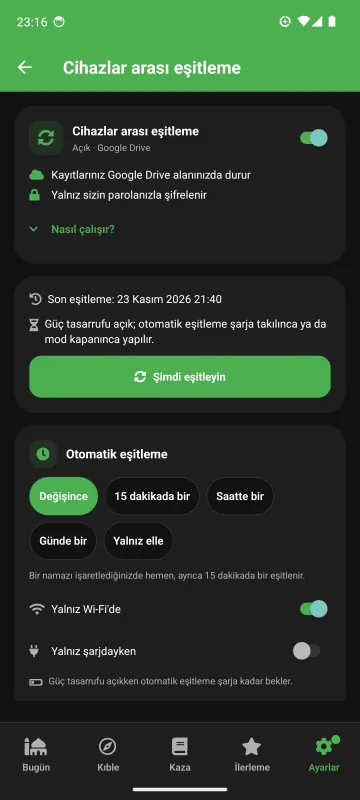 23:16
Cihazlar arası eşitleme
Cihazlar arası eşitleme
Açık · Google Drive
Kayıtlarınız Google Drive alanınızda durur
Yalnız sizin parolanızla şifrelenir
Nasıl çalışır?
Son eşitleme: 23 Kasım 2026 21:40
Güç tasarrufu açık; otomatik eşitleme şarja takılınca ya da
mod kapanınca yapılır.
Şimdi eşitleyin
Otomatik eşitleme
Değişince
15 dakikada bir
Saatte bir
Günde bir
Yalnız elle
Bir namazı işaretlediğinizde hemen, ayrıca 15 dakikada bir eşitlenir.
Yalnız Wi-Fi'de
Yalnız şarjdayken
Güç tasarrufu açıkken otomatik eşitleme şarja kadar bekler.
Bugün
Kıble
Kaza
İlerleme
Ayarlar